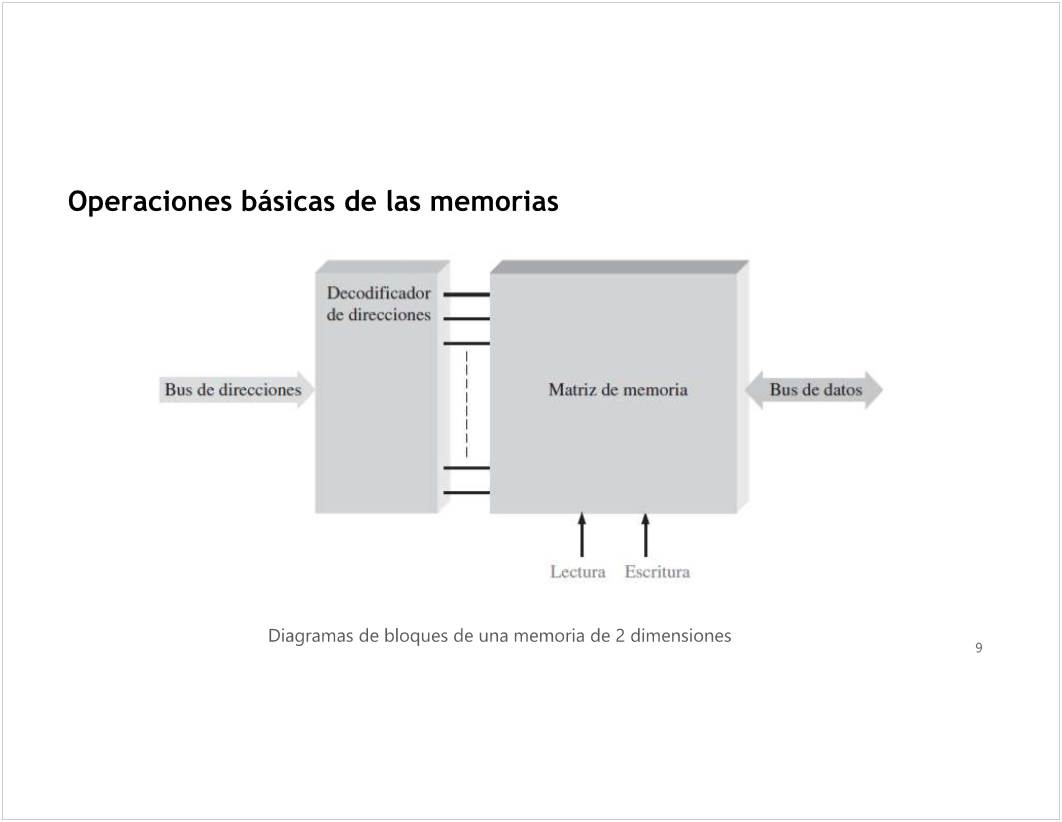 Operaciones básicas de las memorias
Decodificador
de direcciones
Bus de direcciones
Matriz de memoria
Bus de datos
Lectura Escritura
Diagramas de bloques de una memoria de 2 dimensiones
9